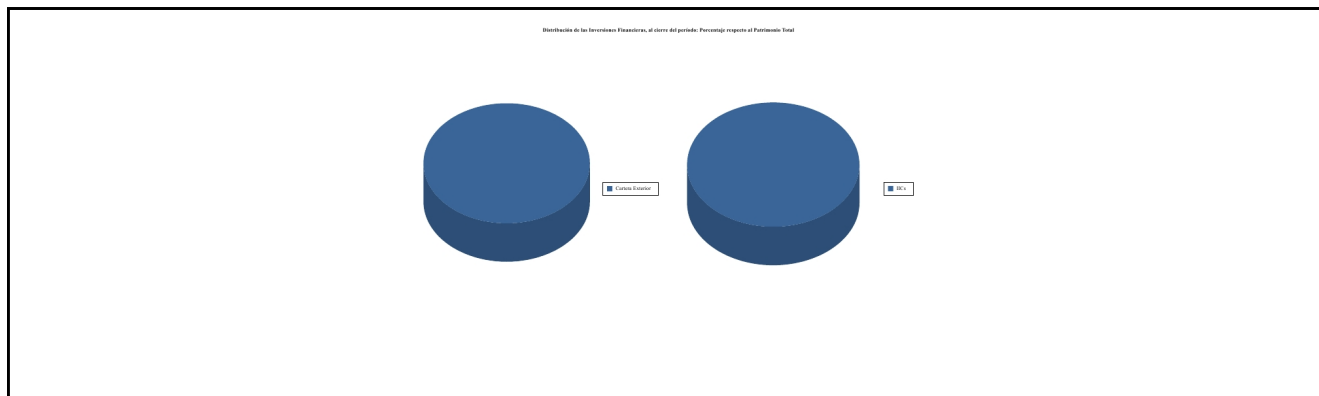 Distribución de las Inversiones Financieras, al cierre del período: Porcentaje respecto al Patrimonio Total
Cartera Exterior
IICs